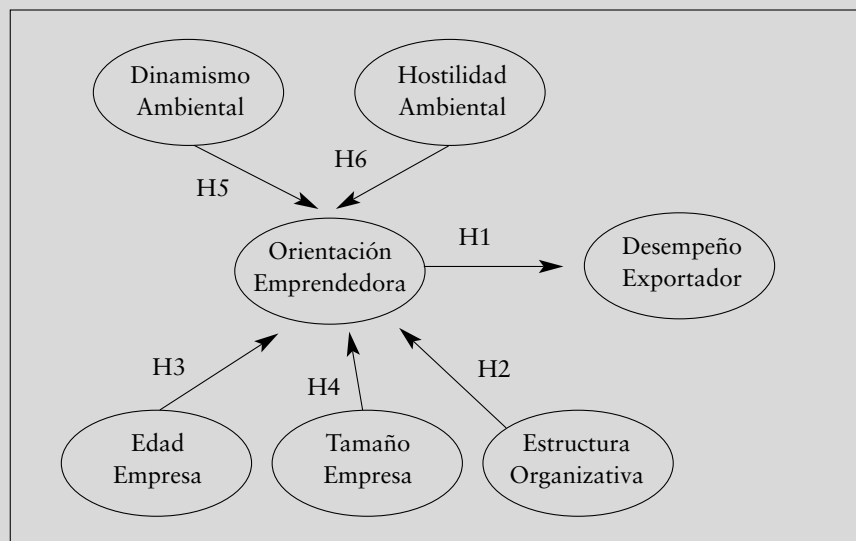 Dinamismo
Ambiental
Hostilidad
Ambiental
H5
H6
Orientación
Emprendedora
H1
Desempeño
Exportador
H3
H4
H2
Edad
Empresa
Tamaño
Empresa
Estructura
Organizativa